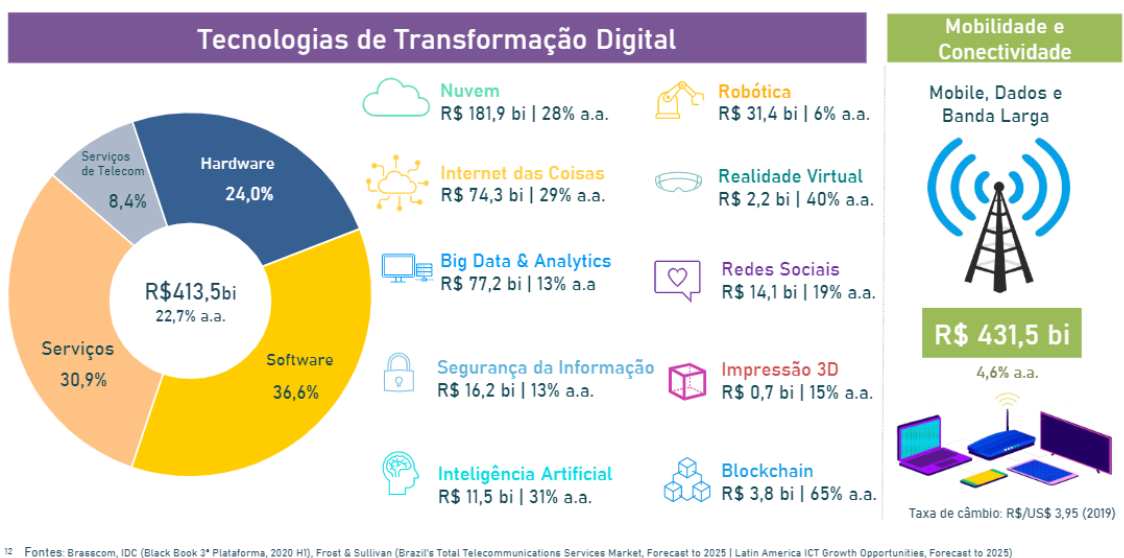 Tecnologias de Transformação Digital
Mobilidade e
Conectividade
Serviços
de Telecom
8,4%
Hardware
24,0%
R$413,5bi
22,7% a.a.
Serviços
30,9%
Software
36,6%
Nuvem
R$ 181,9 bi | 28% a.a.
Internet das Coisas
R$ 74,3 bi | 29% a.a.
Big Data & Analytics
R$ 77,2 bi | 13% a.a
Segurança da Informação
R$ 16,2 bi | 13% a.a.
Inteligência Artificial
R$ 11,5 bi | 31% a.a.
Robótica
R$ 31,4 bi | 6% a.a.
Realidade Virtual
R$ 2,2 bi | 40% a.a.
Redes Sociais
R$ 14,1 bi | 19% a.a.
Impressão 3D
R$ 0,7 bi | 15% a.a.
Blockchain
R$ 3,8 bi | 65% a.a.
Mobile, Dados e
Banda Larga
R$ 431,5 bi
4,6% a.a.
Taxa de câmbio: R$/US$ 3,95 (2019)
12 Fontes: Brasscom, IDC (Black Book 3ª Plataforma, 2020 H1), Frost & Sullivan (Brazil's Total Telecommunications Services Market, Forecast to 2025 | Latin America ICT Growth Opportunities, Forecast to 2025)